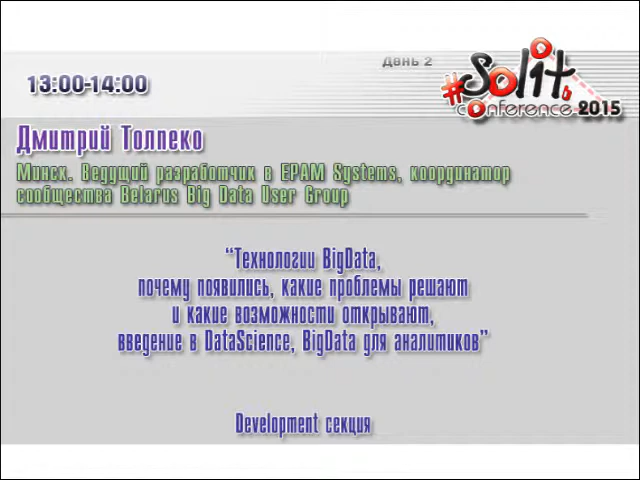 День 2
#Solit
Conference 2015
13:00-14:00
Дмитрий Толпеко
Минск. Ведущий разработчик в EPAM Systems, координатор
сообщества Belarus Big Data User Group
“Технологии BigData,
почему появились, какие проблемы решают
и какие возможности открывают,
введение в DataScience, BigData для аналитиков”
Development секция